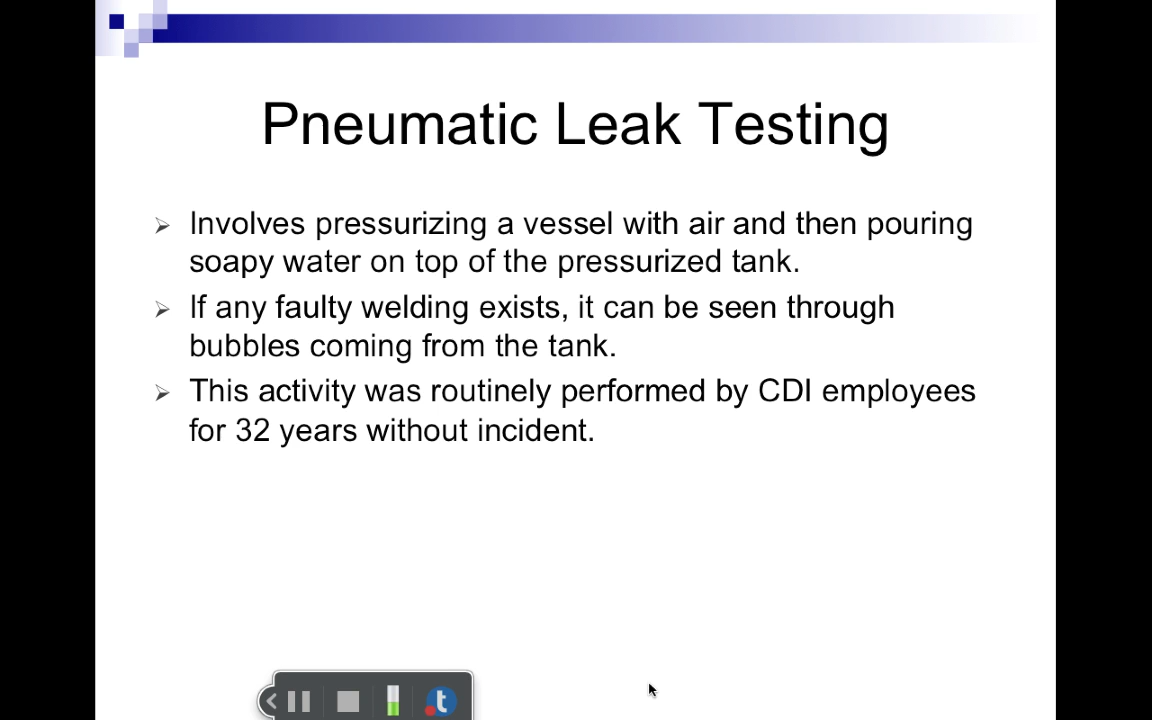 Pneumatic Leak Testing
Involves pressurizing a vessel with air and then pouring
soapy water on top of the pressurized tank.
If any faulty welding exists, it can be seen through
bubbles coming from the tank.
This activity was routinely performed by CDI employees
for 32 years without incident.
t